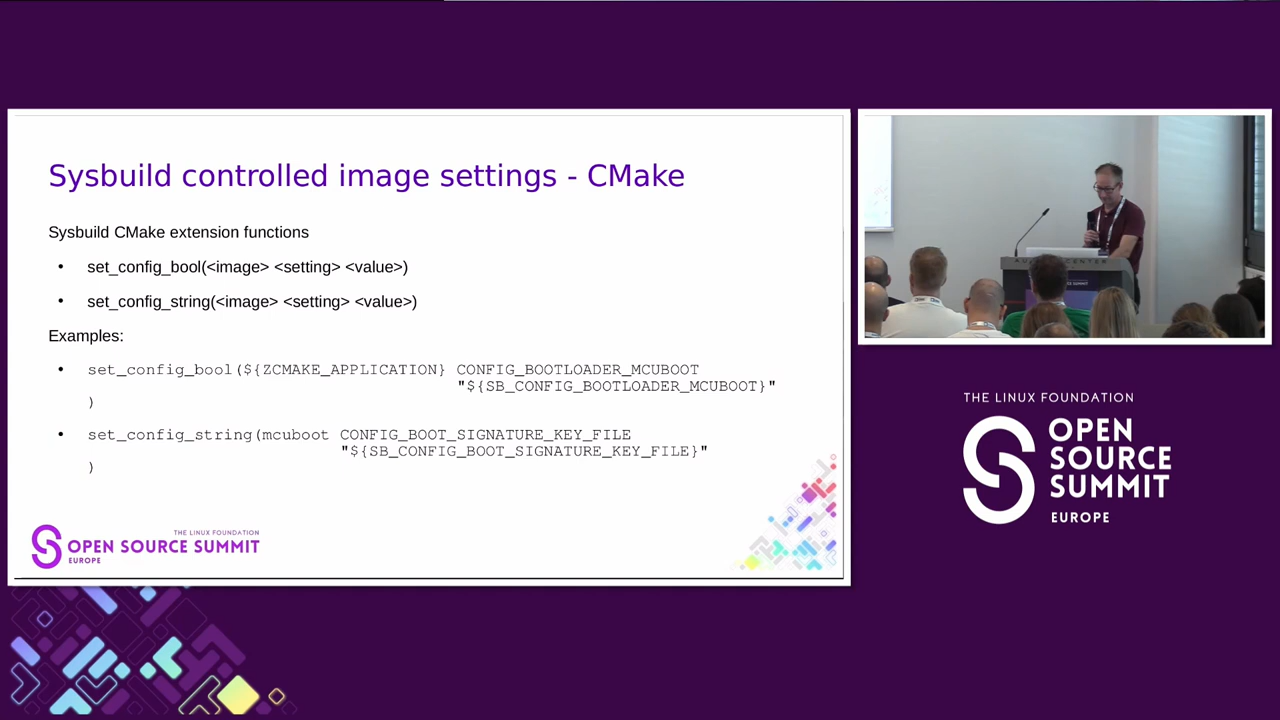 Sysbuild controlled image settings - CMake
Sysbuild CMake extension functions
• set_config_bool(<image> <setting> <value>)
• set_config_string(<image> <setting> <value>)
Examples:
• set_config_bool(${ZCMAKE_APPLICATION} CONFIG_BOOTLOADER_MCUBOOT
"${SB_CONFIG_BOOTLOADER_MCUBOOT}"
)
• set_config_string(mcuboot CONFIG_BOOT_SIGNATURE_KEY_FILE
"${SB_CONFIG_BOOT_SIGNATURE_KEY_FILE}"
)
THE LINUX FOUNDATION
OPEN SOURCE SUMMIT
EUROPE
THE LINUX FOUNDATION
OPEN
SOURCE
SUMMIT
EUROPE